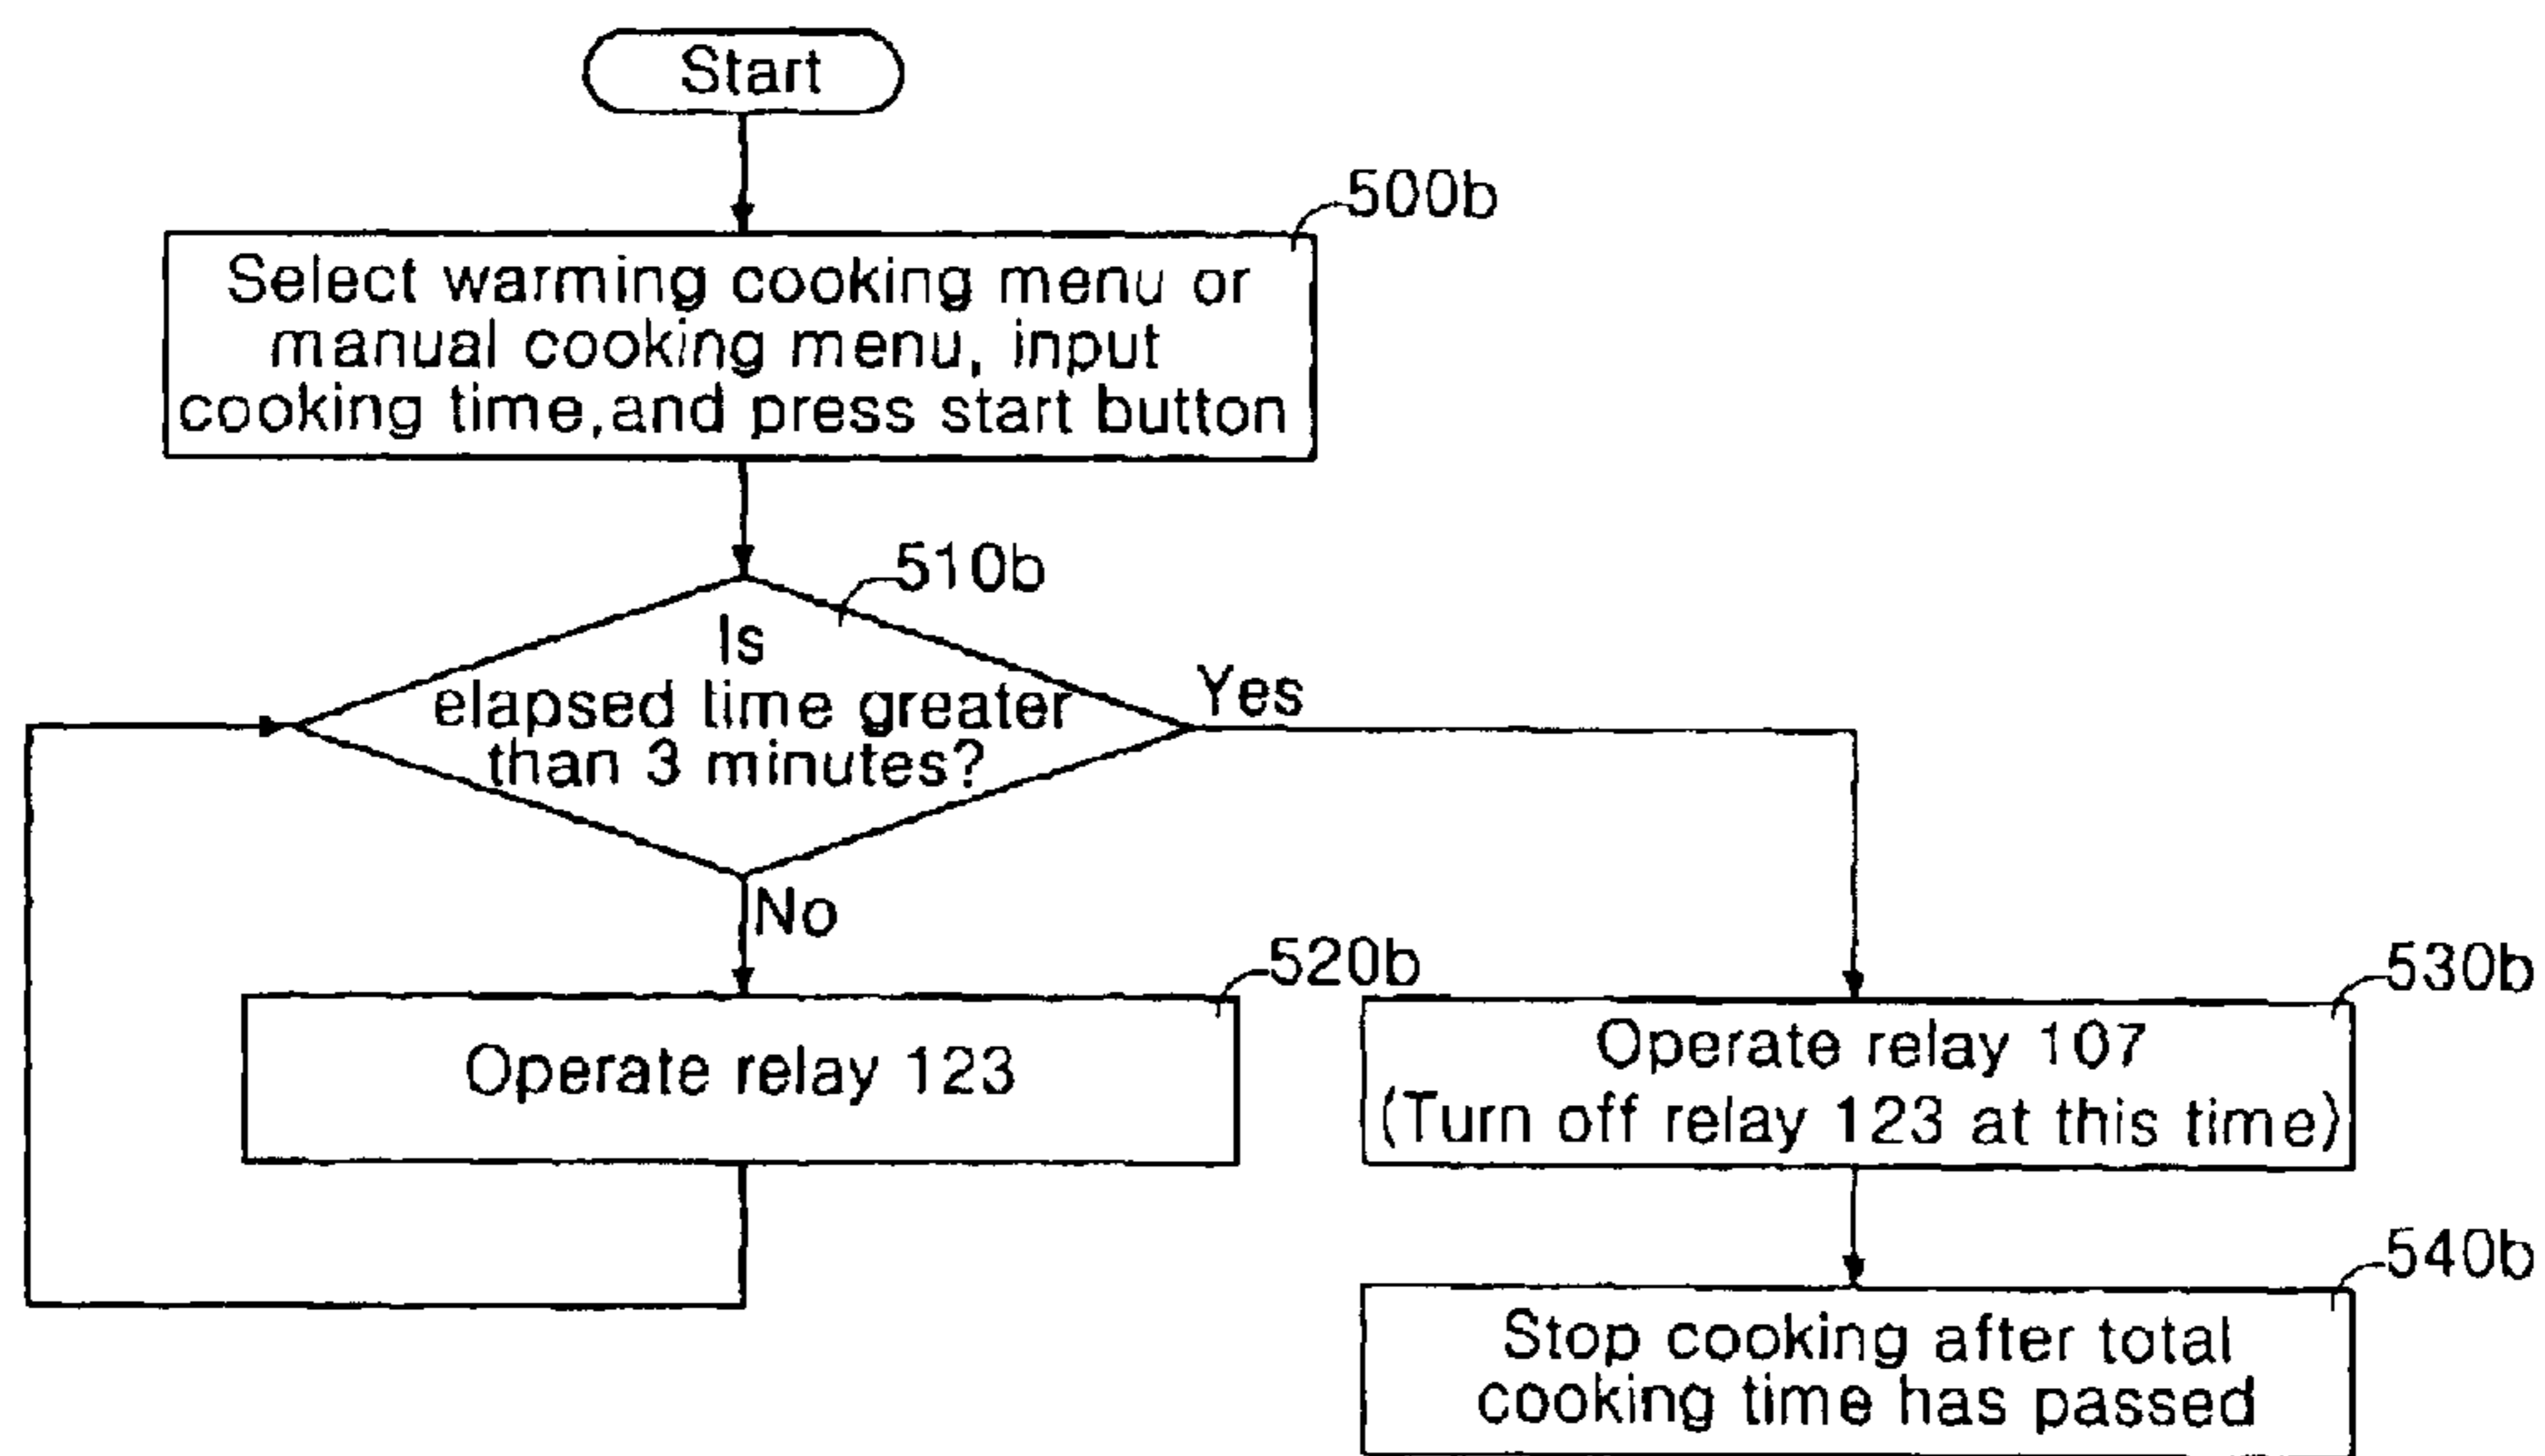 Start
500b
Select warming cooking menu or
manual cooking menu, input
cooking time,and press start button
510b
Is
elapsed time greater
than 3 minutes?
Yes
No
520b
Operate relay 123
530b
Operate relay 107
(Turn off relay 123 at this time)
540b
Stop cooking after total
cooking time has passed